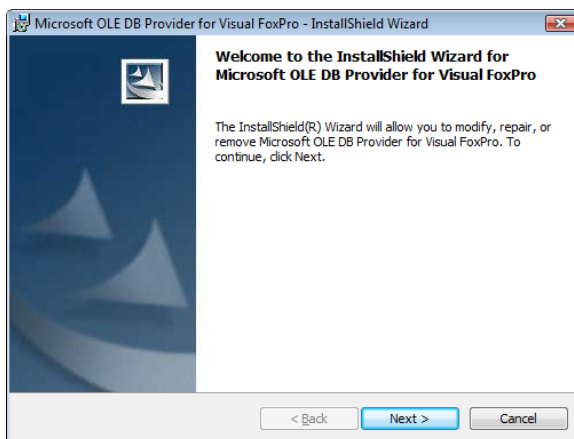 Microsoft OLE DB Provider for Visual FoxPro - InstallShield Wizard
Welcome to the InstallShield Wizard for
Microsoft OLE DB Provider for Visual FoxPro
The InstallShield(R) Wizard will allow you to modify, repair, or
remove Microsoft OLE DB Provider for Visual FoxPro. To
continue, click Next.
< Back
Next >
Cancel